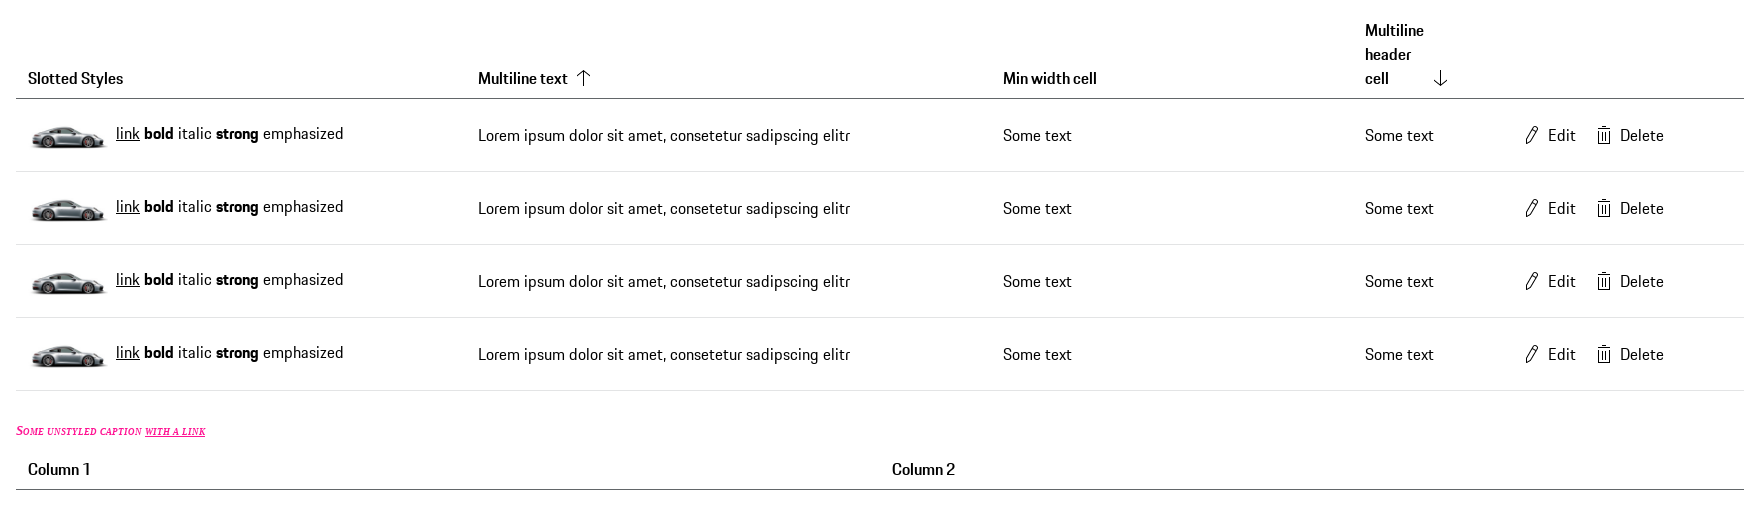 Slotted Styles Multiline text Min width cell Multiline header cell
link bold italic strong emphasized Lorem ipsum dolor sit amet, consetetur sadipscing elitr Some text Some text Edit Delete
link bold italic strong emphasized Lorem ipsum dolor sit amet, consetetur sadipscing elitr Some text Some text Edit Delete
link bold italic strong emphasized Lorem ipsum dolor sit amet, consetetur sadipscing elitr Some text Some text Edit Delete
link bold italic strong emphasized Lorem ipsum dolor sit amet, consetetur sadipscing elitr Some text Some text Edit Delete
Some unstyled caption with a link
Column 1 Column 2